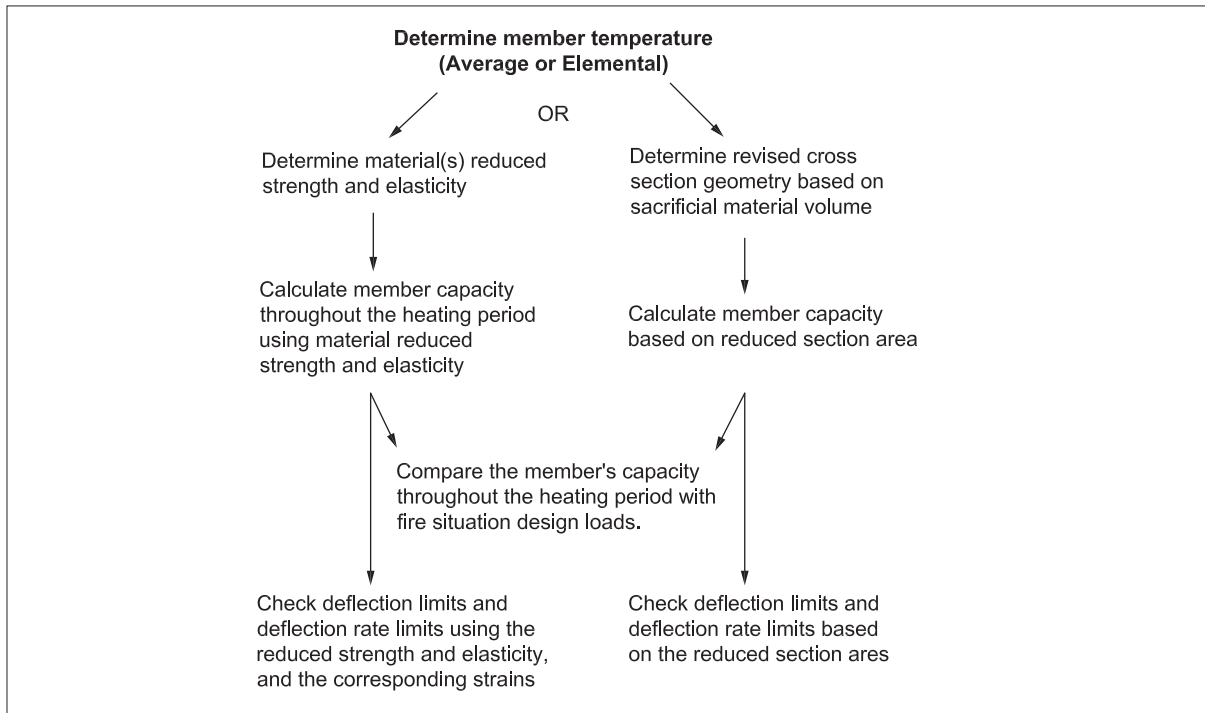 Determine member temperature
(Average or Elemental)
OR
Determine material(s) reduced
strength and elasticity
Determine revised cross
section geometry based on
sacrificial material volume
Calculate member capacity
throughout the heating period
using material reduced
strength and elasticity
Calculate member capacity
based on reduced section area
Compare the member's capacity
throughout the heating period with
fire situation design loads.
Check deflection limits and
deflection rate limits using the
reduced strength and elasticity,
and the corresponding strains
Check deflection limits and
deflection rate limits based
on the reduced section ares